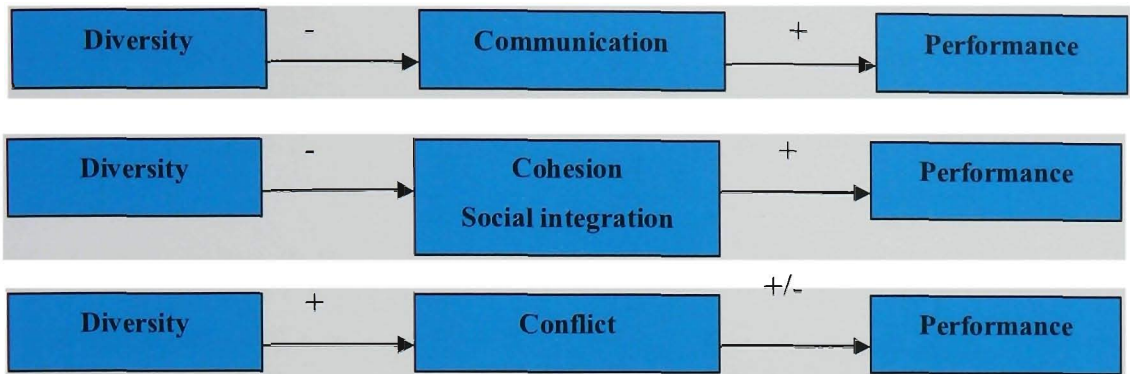 Diversity - Communication + Performance
Diversity - Cohesion + Performance
Social integration
Diversity + Conflict +/- Performance